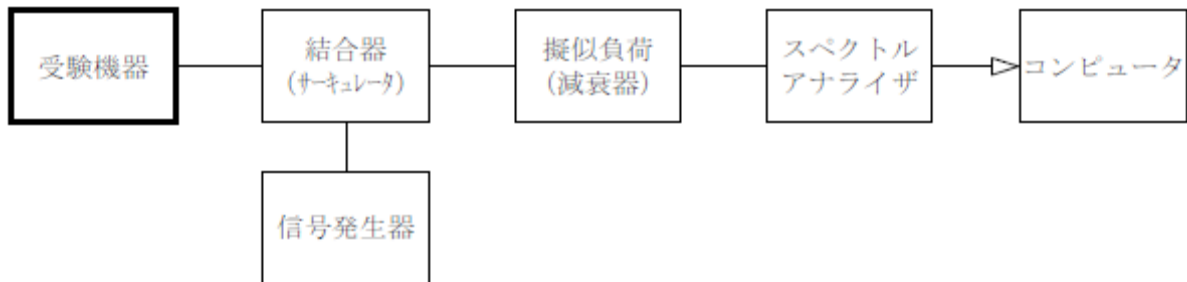 受験機器
結合器
(サーキュレータ)
擬似負荷
(減衰器)
スペクトル
アナライザ
コンピュータ
信号発生器